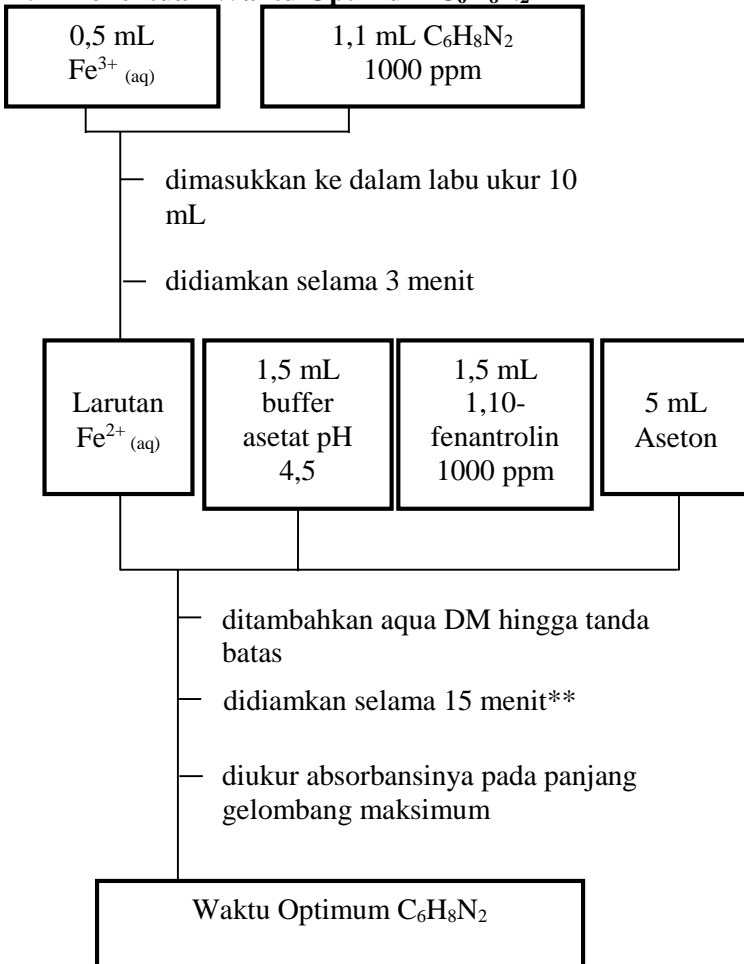 0,5 mL
Fe³⁺ (aq)
1,1 mL C₆H₈N₂
1000 ppm
dimasukkan ke dalam labu ukur 10
mL
didiamkan selama 3 menit
Larutan
Fe²⁺ (aq)
1,5 mL
buffer
asetat pH
4,5
1,5 mL
1,10-
fenantrolin
1000 ppm
5 mL
Aseton
ditambahkan aqua DM hingga tanda
batas
didiamkan selama 15 menit**
diukur absorbansinya pada panjang
gelombang maksimum
Waktu Optimum C₆H₈N₂